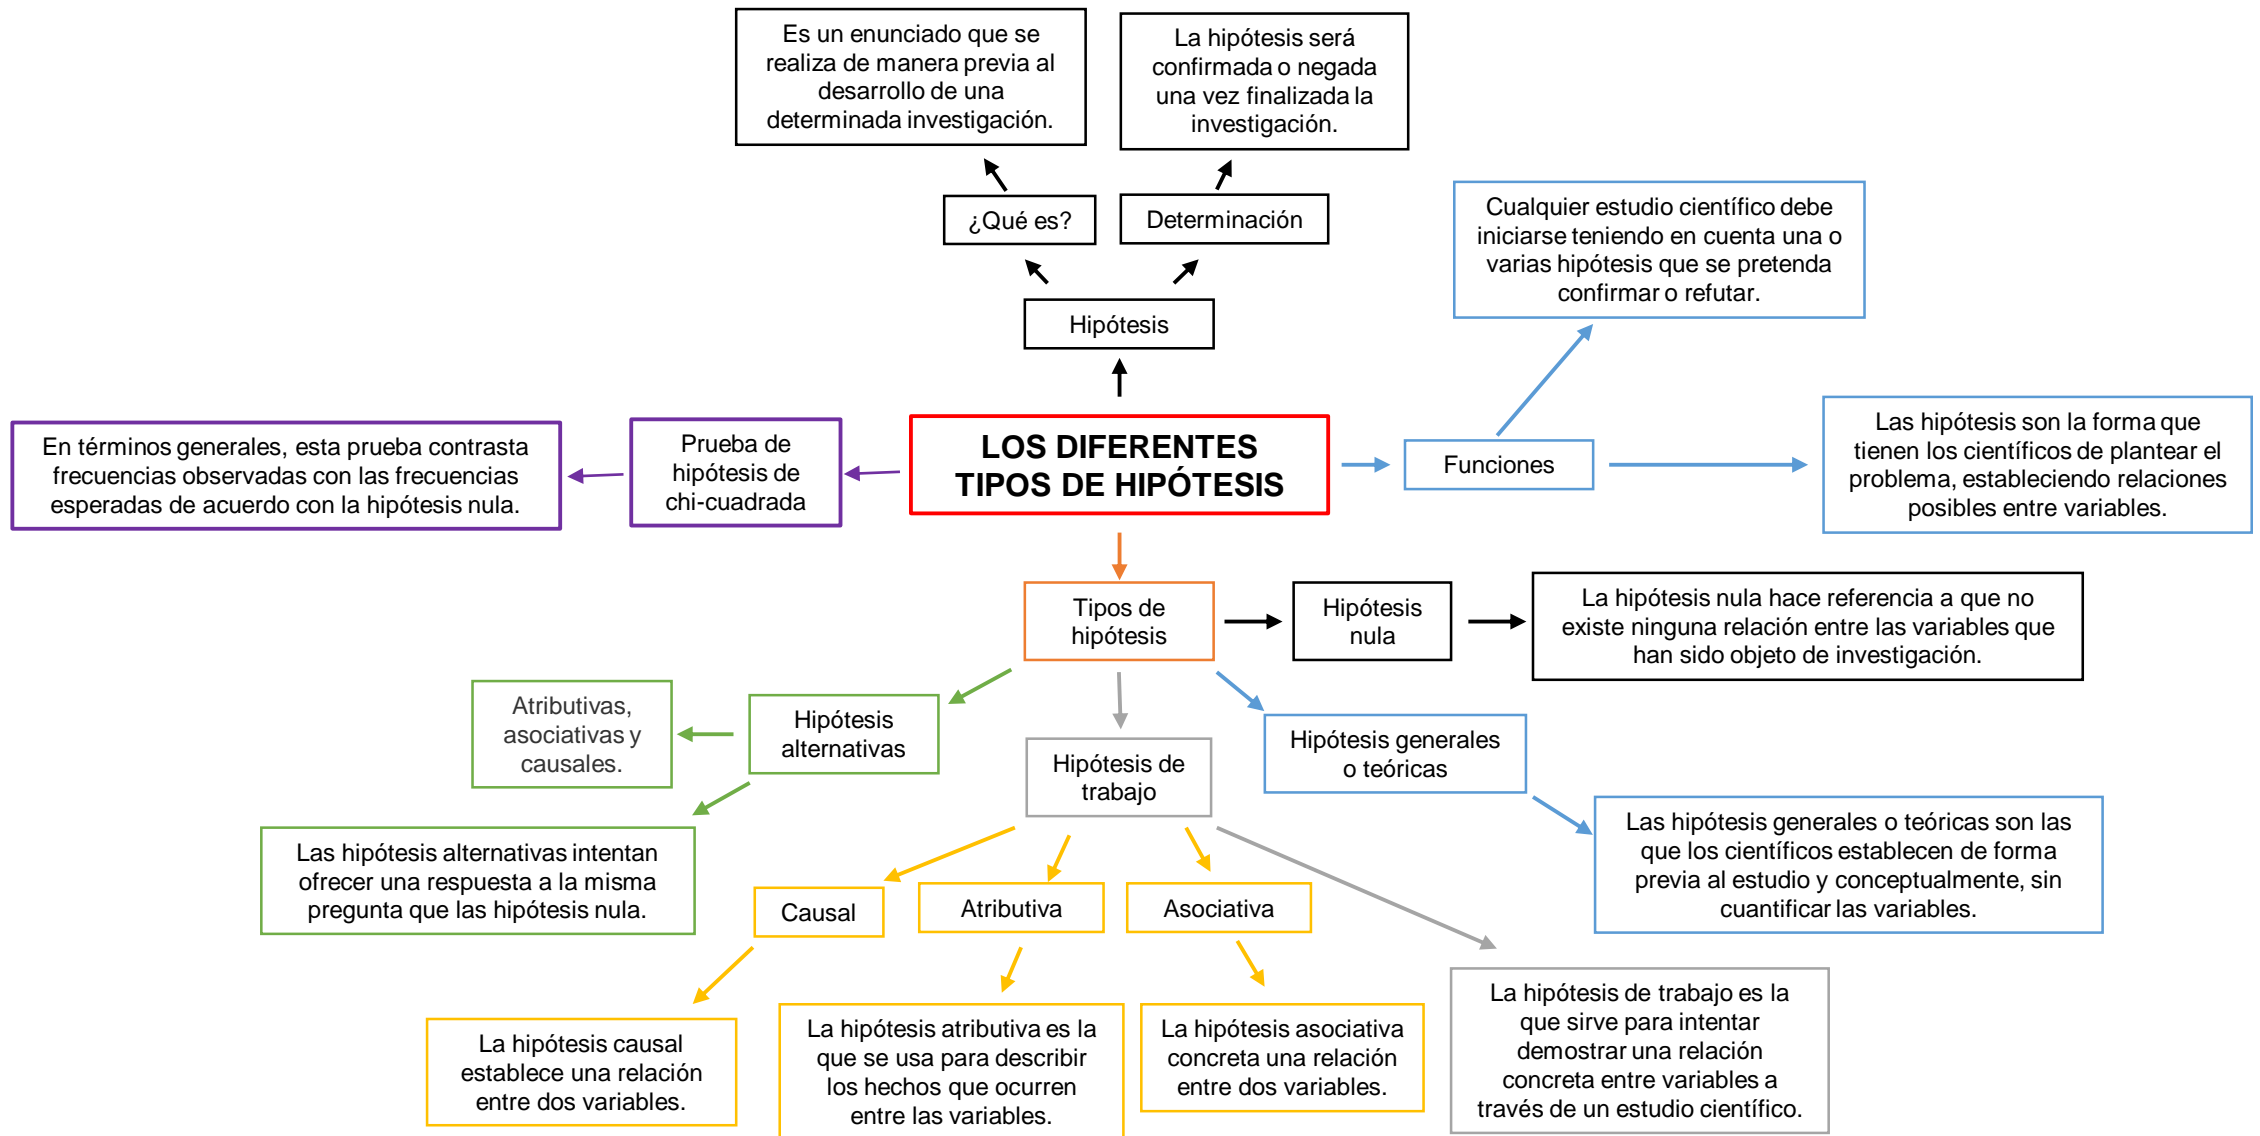 Es un enunciado que se
realiza de manera previa al
desarrollo de una
determinada investigación.
La hipótesis será
confirmada o negada
una vez finalizada la
investigación.
¿Qué es?
Determinación
Cualquier estudio científico debe
iniciarse teniendo en cuenta una o
varias hipótesis que se pretenda
confirmar o refutar.
Hipótesis
En términos generales, esta prueba contrasta
frecuencias observadas con las frecuencias
esperadas de acuerdo con la hipótesis nula.
Prueba de
hipótesis de
chi-cuadrada
LOS DIFERENTES
TIPOS DE HIPÓTESIS
Funciones
Las hipótesis son la forma que
tienen los científicos de plantear el
problema, estableciendo relaciones
posibles entre variables.
Tipos de
hipótesis
Hipótesis
nula
La hipótesis nula hace referencia a que no
existe ninguna relación entre las variables que
han sido objeto de investigación.
Atributivas,
asociativas y
causales.
Hipótesis
alternativas
Hipótesis de
trabajo
Hipótesis generales
o teóricas
Las hipótesis alternativas intentan
ofrecer una respuesta a la misma
pregunta que las hipótesis nula.
Causal
Atributiva
Asociativa
Las hipótesis generales o teóricas son las
que los científicos establecen de forma
previa al estudio y conceptualmente, sin
cuantificar las variables.
La hipótesis causal
establece una relación
entre dos variables.
La hipótesis atributiva es la
que se usa para describir
los hechos que ocurren
entre las variables.
La hipótesis asociativa
concreta una relación
entre dos variables.
La hipótesis de trabajo es la
que sirve para intentar
demostrar una relación
concreta entre variables a
través de un estudio científico.